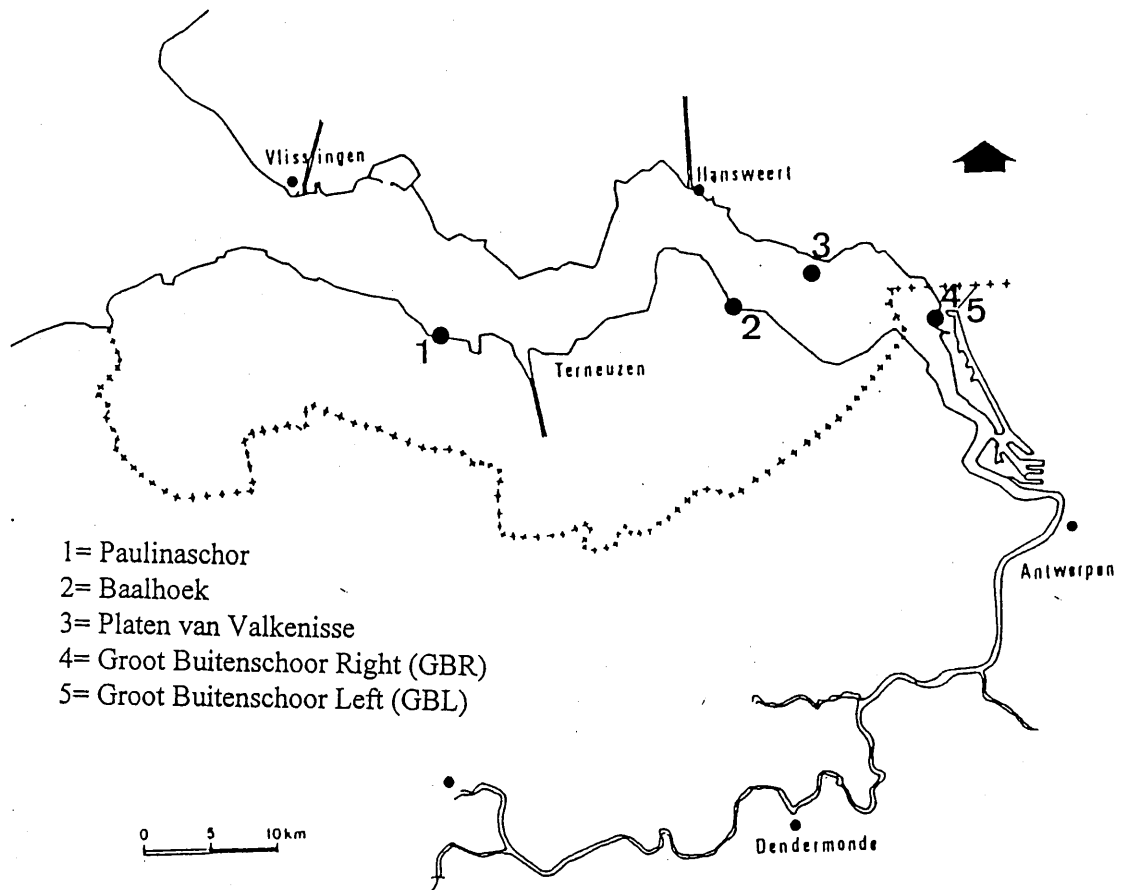 Vlissingen
Hansweert
3
4 5
2
1
Terneuzen
1= Paulinaschor
2= Baalhoek
3= Platen van Valkenisse
4= Groot Buitenschoor Right (GBR)
5= Groot Buitenschoor Left (GBL)
Antwerpen
Dendermonde
0 5 10km